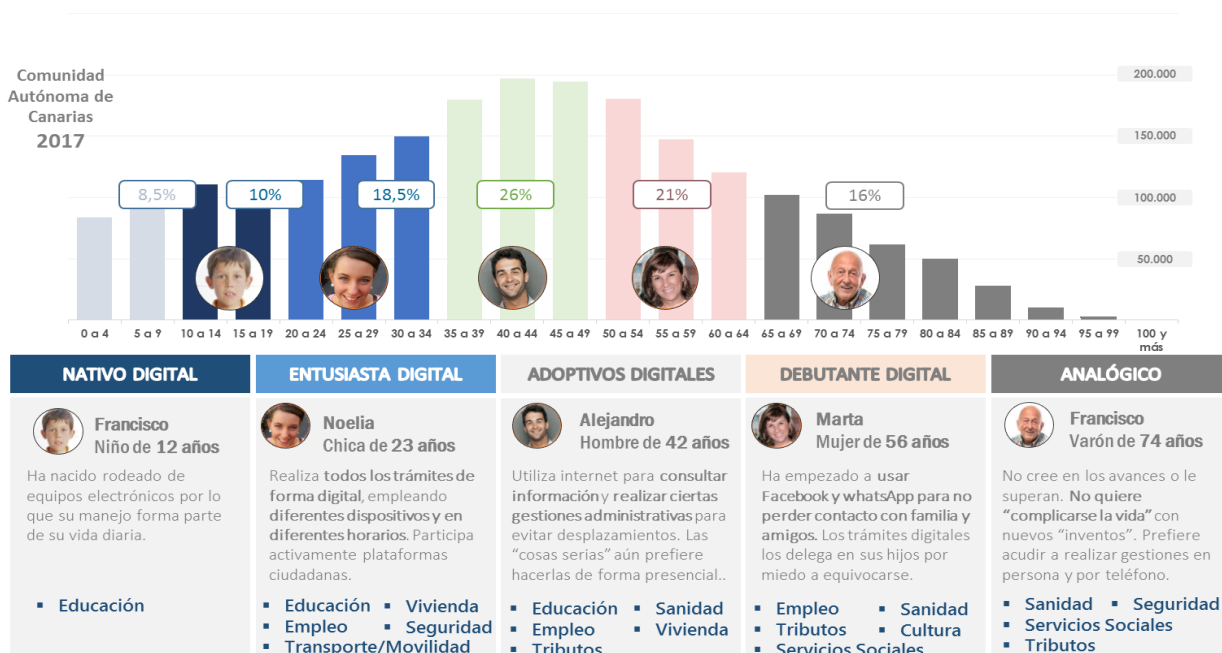 Comunidad
Autónoma de
Canarias
2017
200.000
150.000
100.000
50.000
8,5%
10%
18,5%
26%
21%
16%
0 a 4
5 a 9
10 a 14
15 a 19
20 a 24
25 a 29
30 a 34
35 a 39
40 a 44
45 a 49
50 a 54
55 a 59
60 a 64
65 a 69
70 a 74
75 a 79
80 a 84
85 a 89
90 a 94
95 a 99
100 y
más
NATIVO DIGITAL
Francisco
Niño de 12 años
Ha nacido rodeado de
equipos electrónicos por lo
que su manejo forma parte
de su vida diaria.
▪ Educación
ENTUSIASTA DIGITAL
Noelia
Chica de 23 años
Realiza todos los trámites de
forma digital, empleando
diferentes dispositivos y en
diferentes horarios. Participa
activamente plataformas
ciudadanas.
▪ Educación ▪ Vivienda
▪ Empleo ▪ Seguridad
▪ Transporte/Movilidad
ADOPTIVOS DIGITALES
Alejandro
Hombre de 42 años
Utiliza internet para consultar
información y realizar ciertas
gestiones administrativas para
evitar desplazamientos. Las
“cosas serias” aún prefiere
hacerlas de forma presencial..
▪ Educación ▪ Sanidad
▪ Empleo ▪ Vivienda
▪ Tributos
DEBUTANTE DIGITAL
Marta
Mujer de 56 años
Ha empezado a usar
Facebook y whatsApp para no
perder contacto con familia y
amigos. Los trámites digitales
los delega en sus hijos por
miedo a equivocarse.
▪ Empleo ▪ Sanidad
▪ Tributos ▪ Cultura
▪ Servicios Sociales
ANALÓGICO
Francisco
Varón de 74 años
No cree en los avances o le
superan. No quiere
“complicarse la vida” con
nuevos “inventos”. Prefiere
acudir a realizar gestiones en
persona y por teléfono.
▪ Sanidad ▪ Seguridad
▪ Servicios Sociales
▪ Tributos